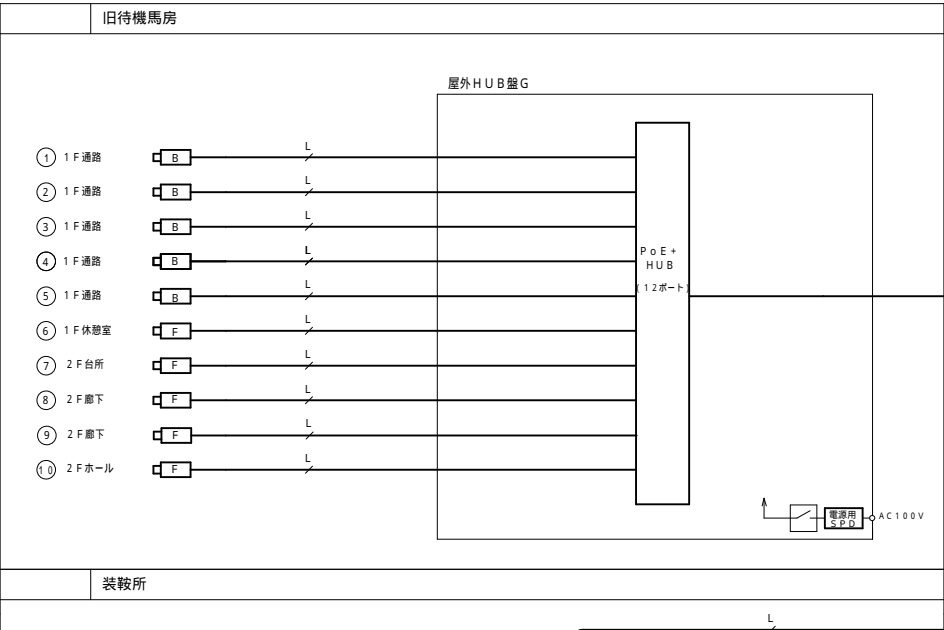 旧待機馬房
屋外HUB盤G
① 1F通路 B L
② 1F通路 B L
③ 1F通路 B L
④ 1F通路 B L
PoE+
HUB
(12ポート)
⑤ 1F通路 B L
⑥ 1F休憩室 F L
⑦ 2F台所 F L
⑧ 2F廊下 F L
⑨ 2F廊下 F L
⑩ 2Fホール F L
電源用
SPD
AC100V
装鞍所
L